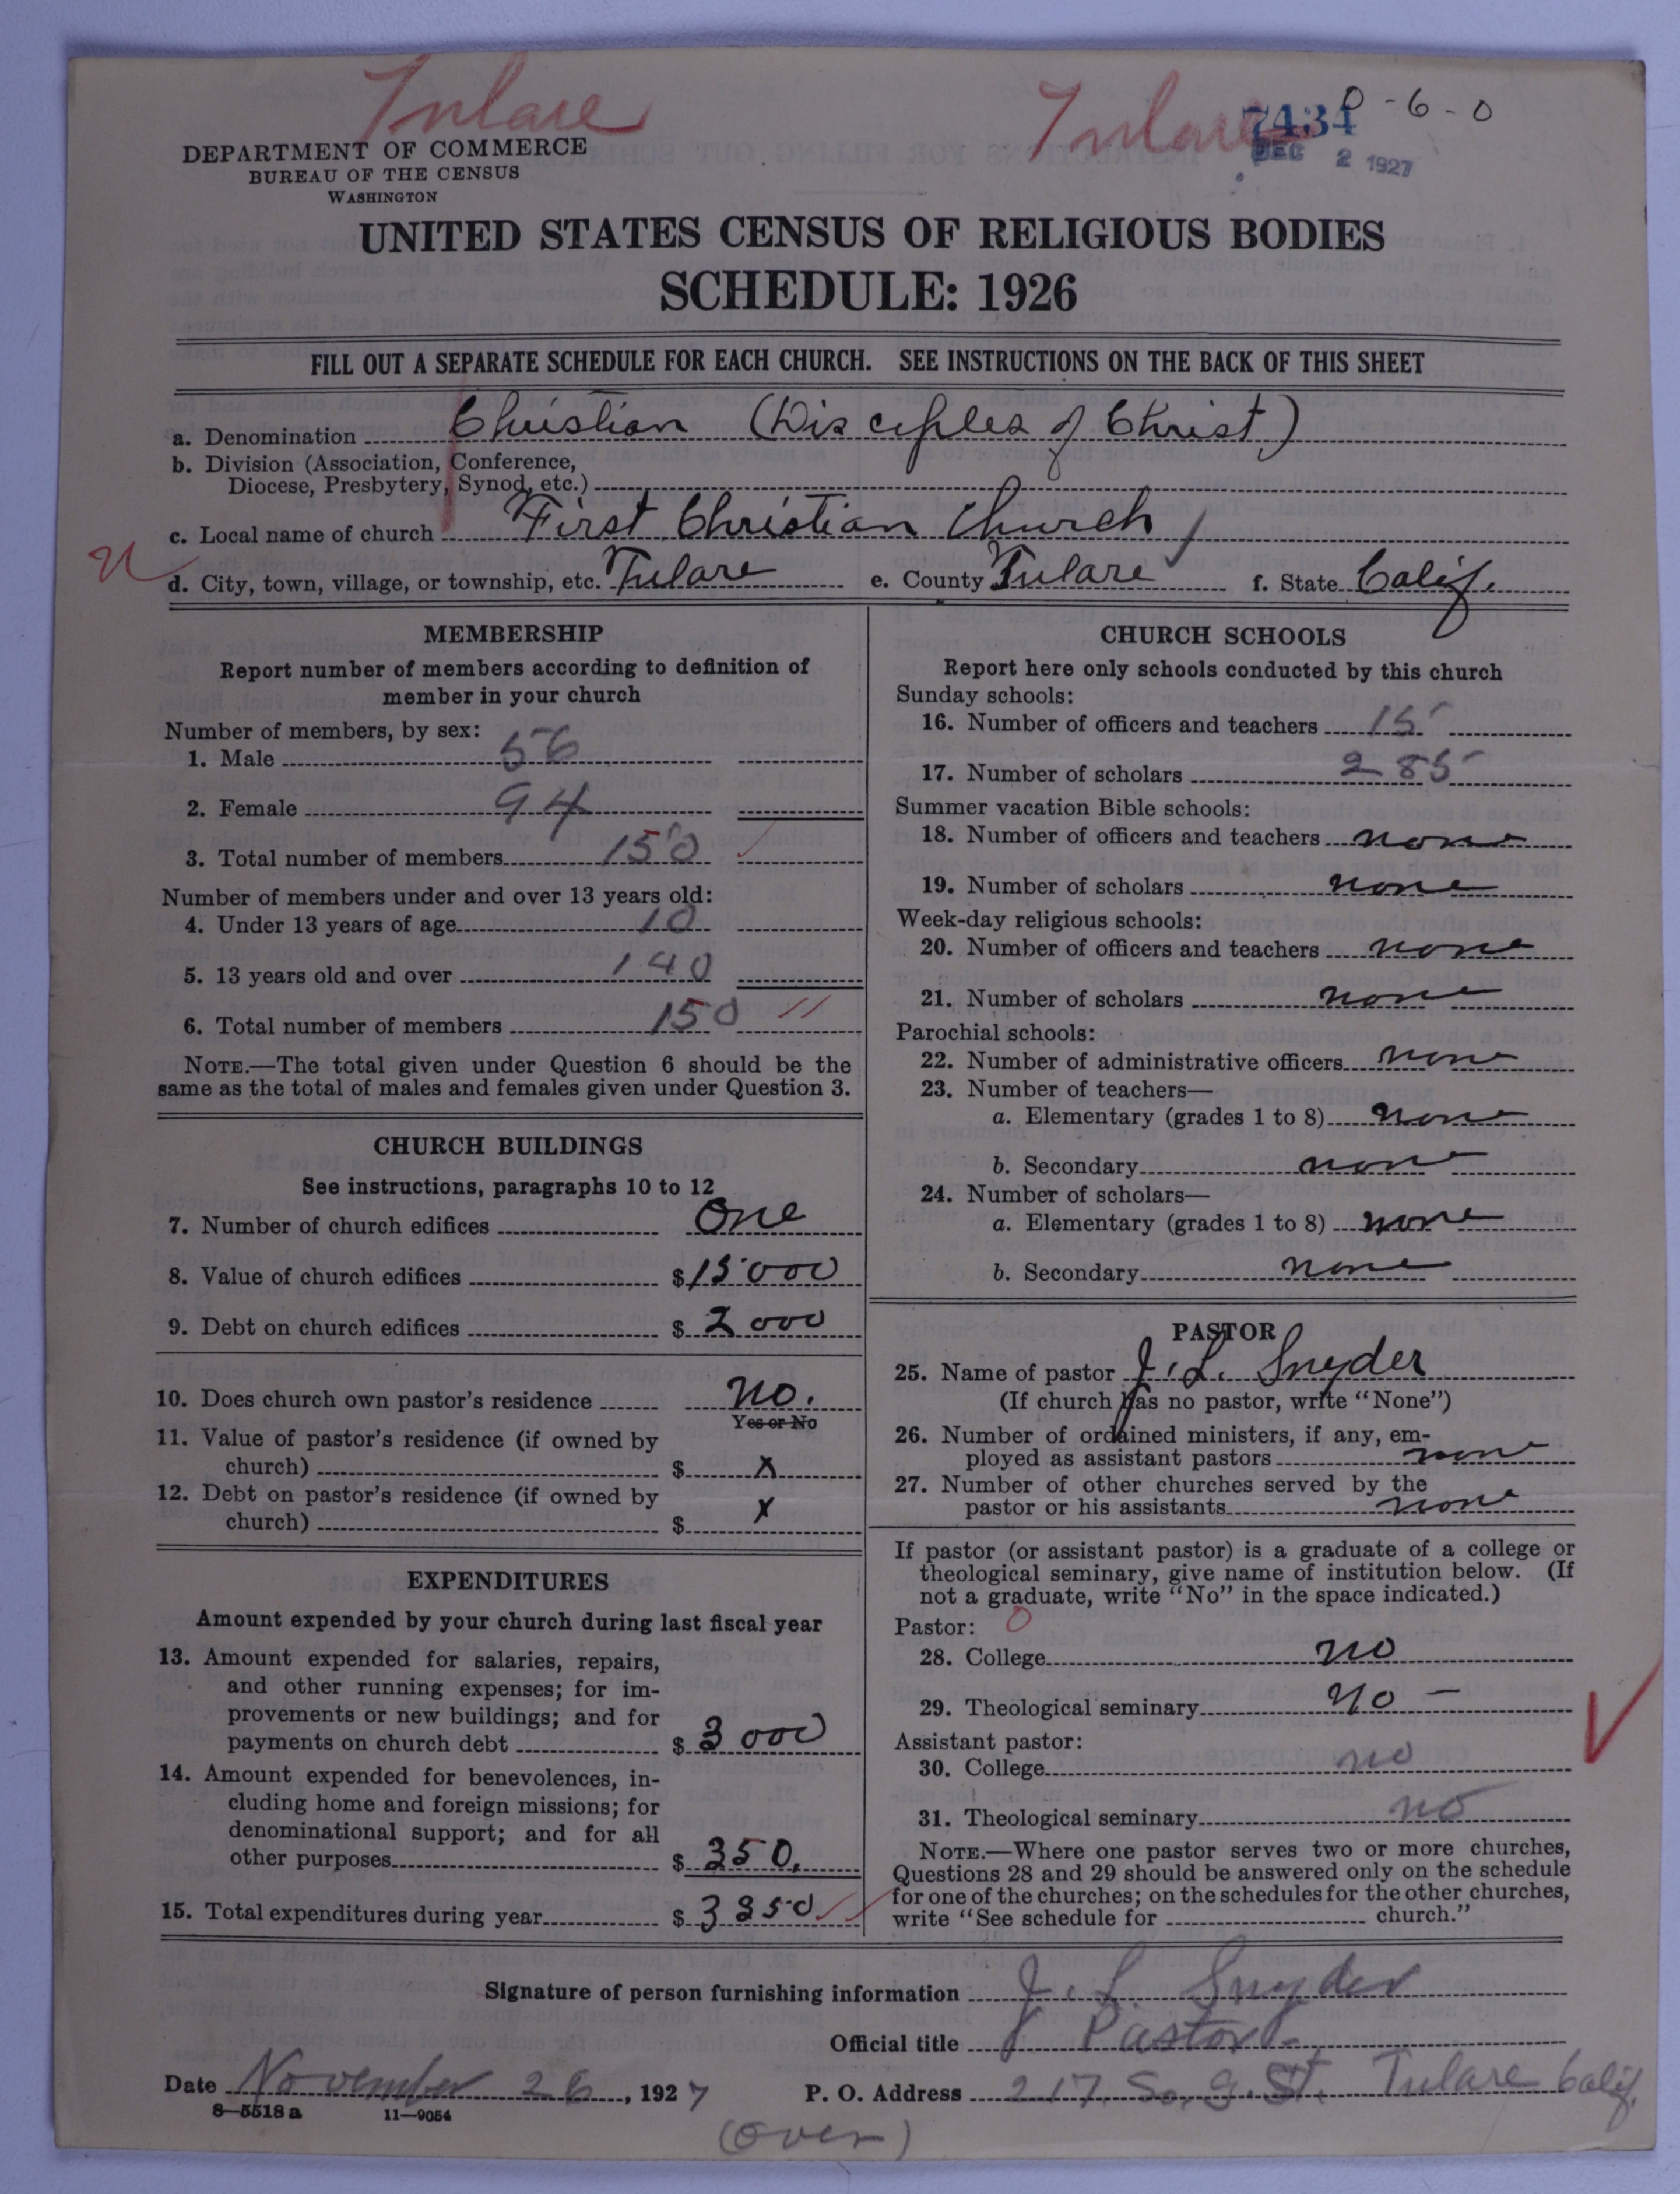 Tulare
Tulare
7434
0-6-0
DEC 2 1927
DEPARTMENT OF COMMERCE
BUREAU OF THE CENSUS
WASHINGTON
UNITED STATES CENSUS OF RELIGIOUS BODIES
SCHEDULE: 1926
FILL OUT A SEPARATE SCHEDULE FOR EACH CHURCH. SEE INSTRUCTIONS ON THE BACK OF THIS SHEET
a. Denomination Christian (Disciples of Christ)
b. Division (Association, Conference,
Diocese, Presbytery, Synod, etc.)
c. Local name of church First Christian Church
d. City, town, village, or township, etc. Tulare e. County Tulare f. State Calif.
MEMBERSHIP
Report number of members according to definition of
member in your church
Number of members, by sex:
1. Male 56
2. Female 94
3. Total number of members 150
Number of members under and over 13 years old:
4. Under 13 years of age 10
5. 13 years old and over 140
6. Total number of members 150
NOTE.—The total given under Question 6 should be the
same as the total of males and females given under Question 3.
CHURCH BUILDINGS
See instructions, paragraphs 10 to 12
7. Number of church edifices One
8. Value of church edifices $15000
9. Debt on church edifices $2000
10. Does church own pastor's residence No.
Yes or No
11. Value of pastor's residence (if owned by
church) $ X
12. Debt on pastor's residence (if owned by
church) $ X
EXPENDITURES
Amount expended by your church during last fiscal year
13. Amount expended for salaries, repairs,
and other running expenses; for im-
provements or new buildings; and for
payments on church debt $3000
14. Amount expended for benevolences, in-
cluding home and foreign missions; for
denominational support; and for all
other purposes $350.
15. Total expenditures during year $3350
CHURCH SCHOOLS
Report here only schools conducted by this church
Sunday schools:
16. Number of officers and teachers 15
17. Number of scholars 285
Summer vacation Bible schools:
18. Number of officers and teachers none
19. Number of scholars none
Week-day religious schools:
20. Number of officers and teachers none
21. Number of scholars none
Parochial schools:
22. Number of administrative officers none
23. Number of teachers—
a. Elementary (grades 1 to 8) none
b. Secondary none
24. Number of scholars—
a. Elementary (grades 1 to 8) none
b. Secondary none
PASTOR
25. Name of pastor J. L. Snyder
(If church has no pastor, write "None")
26. Number of ordained ministers, if any, em-
ployed as assistant pastors none
27. Number of other churches served by the
pastor or his assistants none
If pastor (or assistant pastor) is a graduate of a college or
theological seminary, give name of institution below. (If
not a graduate, write "No" in the space indicated.)
Pastor: 0
28. College no
29. Theological seminary no –
Assistant pastor:
30. College no
31. Theological seminary no
NOTE.—Where one pastor serves two or more churches,
Questions 28 and 29 should be answered only on the schedule
for one of the churches; on the schedules for the other churches,
write "See schedule for church."
Signature of person furnishing information J. L. Snyder
Official title Pastor
Date November 26, 1927 P. O. Address 217 So. G. St. Tulare Calif.
8—5518a 11—9054
(over)